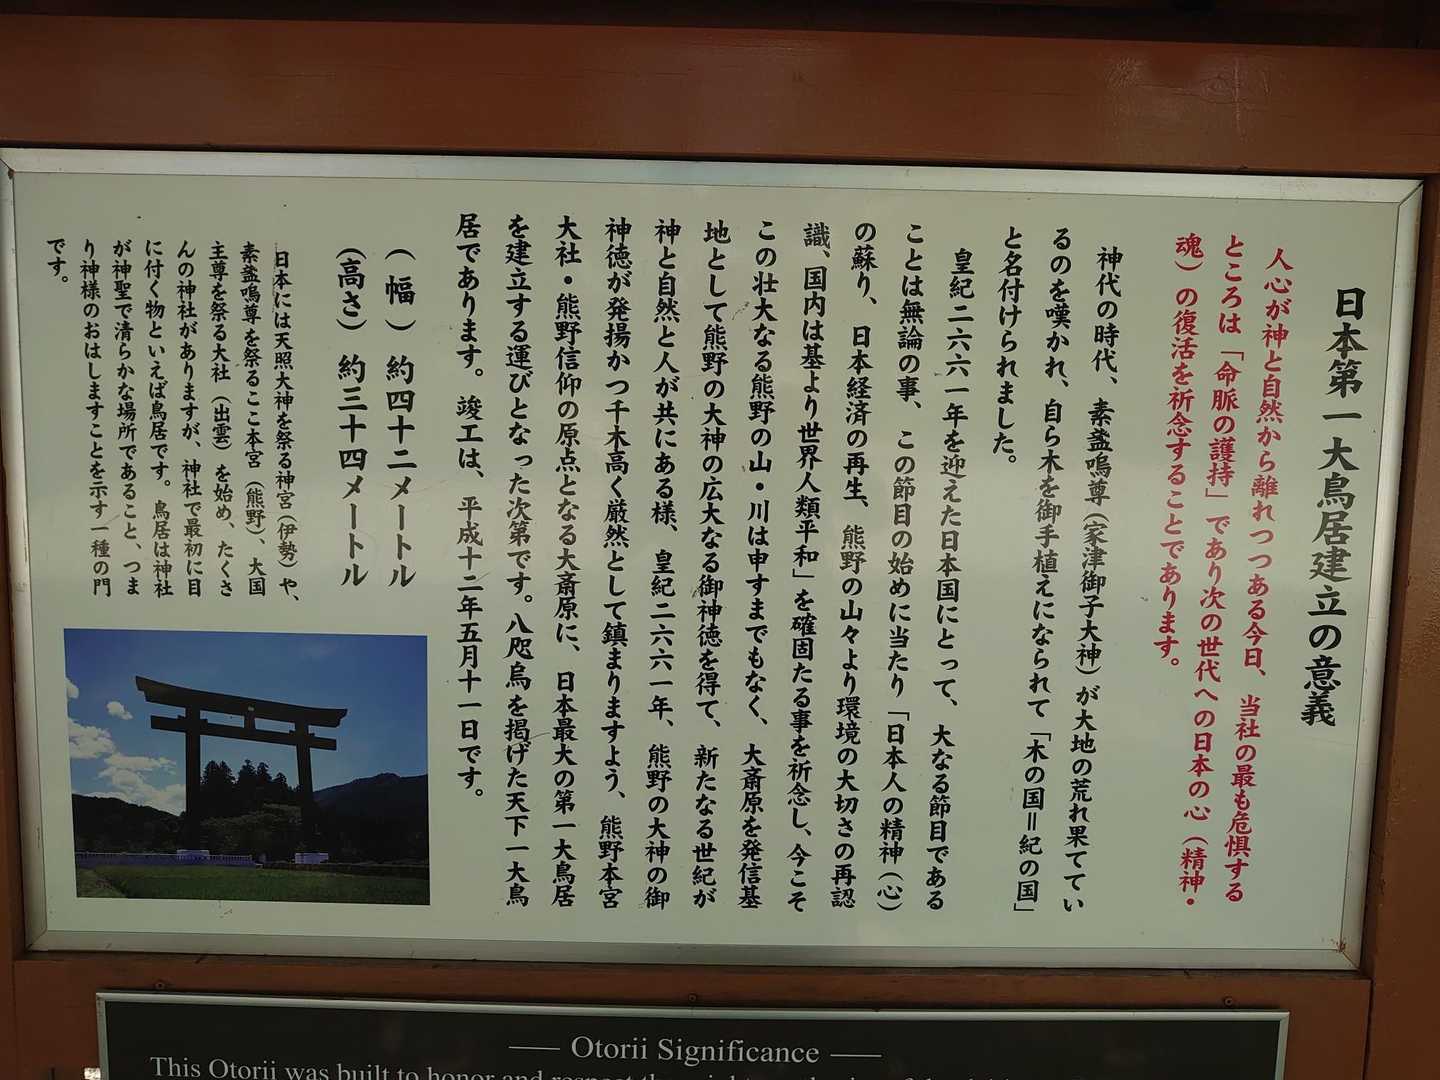 日本第一大鳥居建立の意義
人心が神と自然から離れつつある今日、当社の最も危惧する
ところは「命脈の護持」であり次の世代への日本の心（精神・
魂）の復活を祈念することであります。
神代の時代、素盞嗚尊（家津御子大神）が大地の荒れ果ててい
るのを嘆かれ、自ら木を御手植えになられて「木の国＝紀の国」
と名付けられました。
皇紀二六六一年を迎えた日本国にとって、大なる節目である
ことは無論の事、この節目の始めに当たり「日本人の精神（心）
の蘇り、日本経済の再生、熊野の山々より環境の大切さの再認
識、国内は基より世界人類平和」を確固たる事を祈念し、今こそ
この壮大なる熊野の山・川は申すまでもなく、大斎原を発信基
地として熊野の大神の広大なる御神徳を得て、新たなる世紀が
神と自然と人が共にある様、皇紀二六六一年、熊野の大神の御
神徳が発揚かつ千木高く厳然として鎮まりますよう、熊野本宮
大社・熊野信仰の原点となる大斎原に、日本最大の第一大鳥居
を建立する運びとなった次第です。八咫烏を掲げた天下一大鳥
居であります。竣工は、平成十二年五月十一日です。
（幅）約四十二メートル
（高さ）約三十四メートル
日本には天照大神を祭る神宮（伊勢）や、
素盞嗚尊を祭るここ本宮（熊野）、大国
主尊を祭る大社（出雲）を始め、たくさ
んの神社がありますが、神社で最初に目
に付く物といえば鳥居です。鳥居は神社
が神聖で清らかな場所であること、つま
り神様のおはしますことを示す一種の門
です。
Otorii Significance
This Otorii was built to honor and respect the